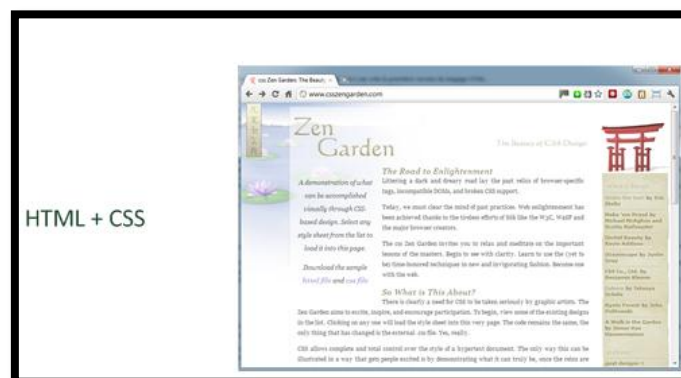 HTML + CSS
css Zen Garden: The Beauty
www.csszengarden.com
Zen
Garden
The Beauty of CSS Design
A demonstration of what
can be accomplished
visually through CSS-
based design. Select any
style sheet from the list to
load it into this page.
Download the sample
html file and css file
The Road to Enlightenment
Littering a dark and dreary road lay the past relics of browser-specific
tags, incompatible DOMs, and broken CSS support.
Today, we must clear the mind of past practices. Web enlightenment has
been achieved thanks to the tireless efforts of folk like the W3C, WaSP and
the major browser creators.
The css Zen Garden invites you to relax and meditate on the important
lessons of the masters. Begin to see with clarity. Learn to use the (yet to
be) time-honored techniques in new and invigorating fashion. Become one
with the web.
So What is This About?
There is clearly a need for CSS to be taken seriously by graphic artists. The
Zen Garden aims to excite, inspire, and encourage participation. To begin, view some of the existing designs
in the list. Clicking on any one will load the style sheet into this very page. The code remains the same, the
only thing that has changed is the external .css file. Yes, really.
CSS allows complete and total control over the style of a hypertext document. The only way this can be
illustrated in a way that gets people excited is by demonstrating what it can truly be, once the reins are